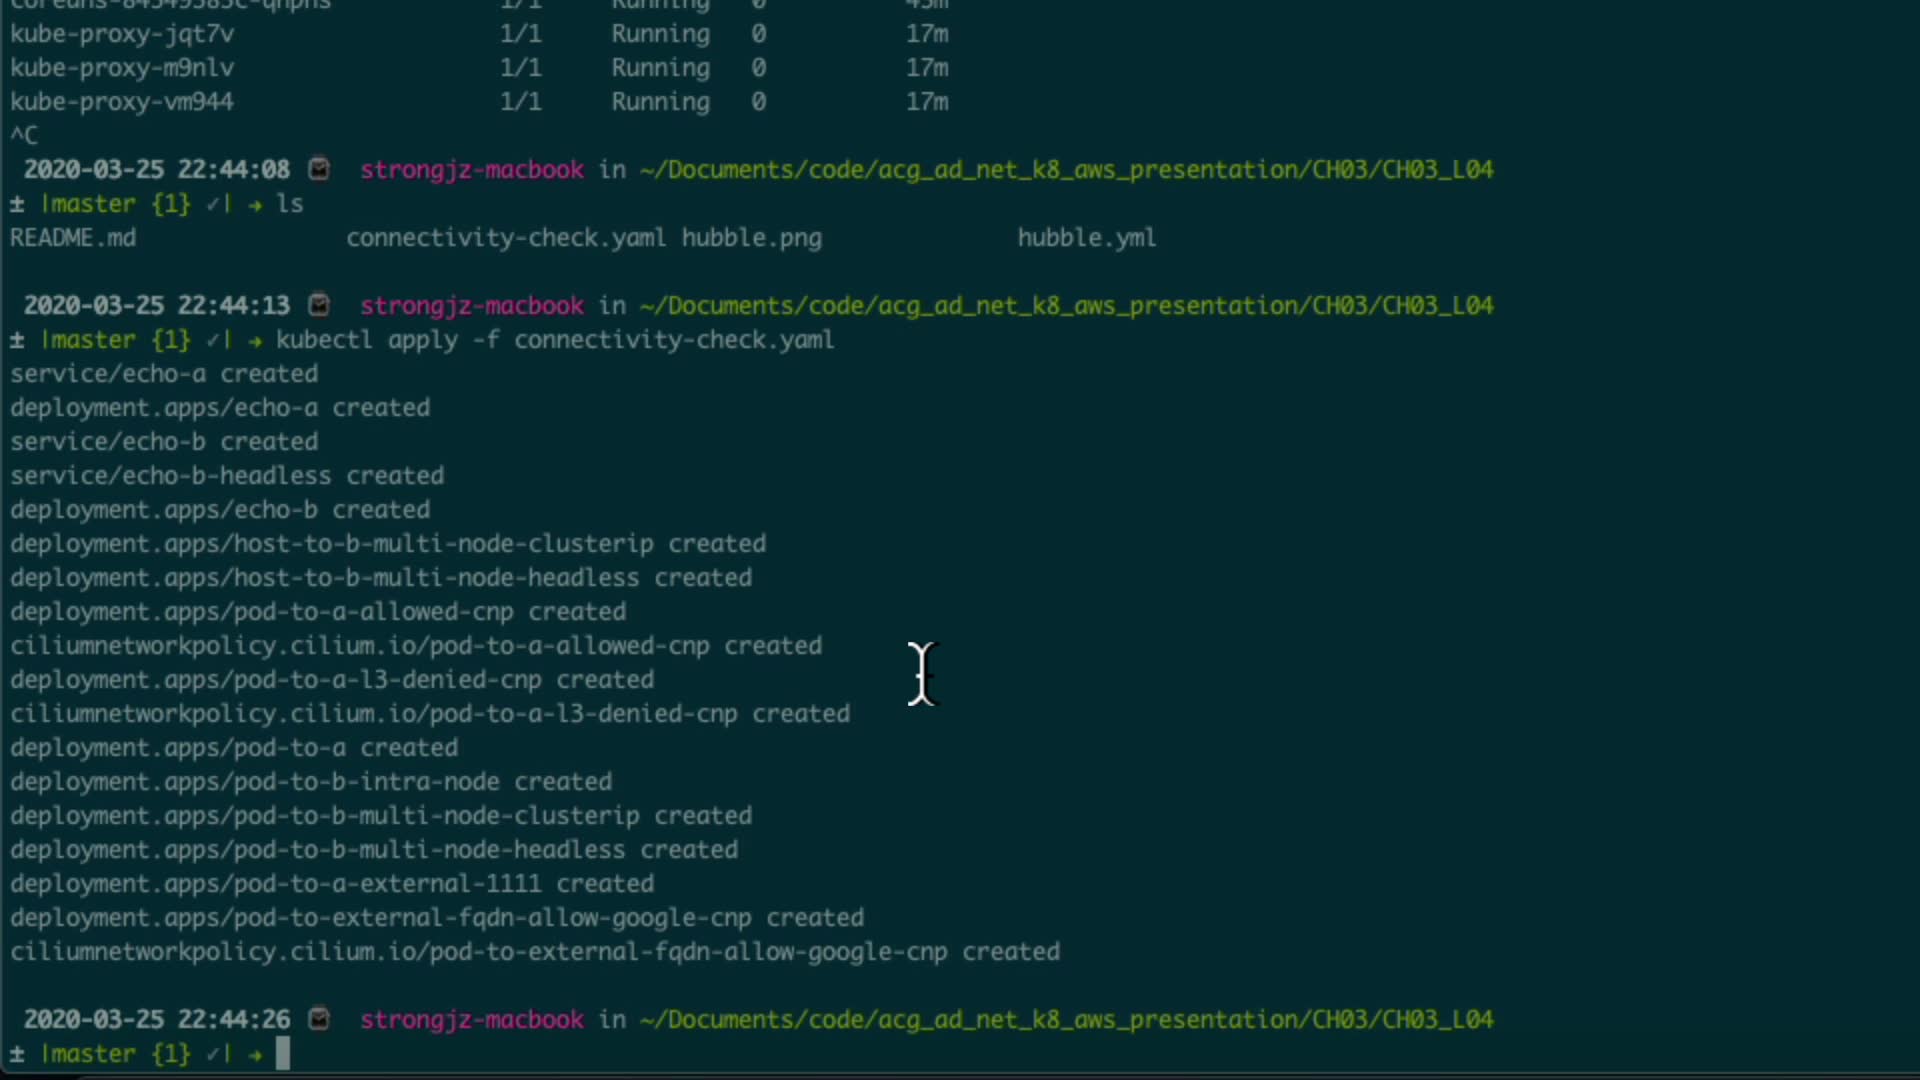 1/1 Running 0
kube-proxy-jqt7v 1/1 Running 0 17m
kube-proxy-m9nlv 1/1 Running 0 17m
kube-proxy-vm944 1/1 Running 0 17m
^C
2020-03-25 22:44:08 strongjz-macbook in ~/Documents/code/acg_ad_net_k8_aws_presentation/CH03/CH03_L04
± |master {1} ✓| → ls
README.md connectivity-check.yaml hubble.png hubble.yml
2020-03-25 22:44:13 strongjz-macbook in ~/Documents/code/acg_ad_net_k8_aws_presentation/CH03/CH03_L04
± |master {1} ✓| → kubectl apply -f connectivity-check.yaml
service/echo-a created
deployment.apps/echo-a created
service/echo-b created
service/echo-b-headless created
deployment.apps/echo-b created
deployment.apps/host-to-b-multi-node-clusterip created
deployment.apps/host-to-b-multi-node-headless created
deployment.apps/pod-to-a-allowed-cnp created
ciliumnetworkpolicy.cilium.io/pod-to-a-allowed-cnp created
deployment.apps/pod-to-a-l3-denied-cnp created
ciliumnetworkpolicy.cilium.io/pod-to-a-l3-denied-cnp created
deployment.apps/pod-to-a created
deployment.apps/pod-to-b-intra-node created
deployment.apps/pod-to-b-multi-node-clusterip created
deployment.apps/pod-to-b-multi-node-headless created
deployment.apps/pod-to-a-external-1111 created
deployment.apps/pod-to-external-fqdn-allow-google-cnp created
ciliumnetworkpolicy.cilium.io/pod-to-external-fqdn-allow-google-cnp created
2020-03-25 22:44:26 strongjz-macbook in ~/Documents/code/acg_ad_net_k8_aws_presentation/CH03/CH03_L04
± |master {1} ✓| →